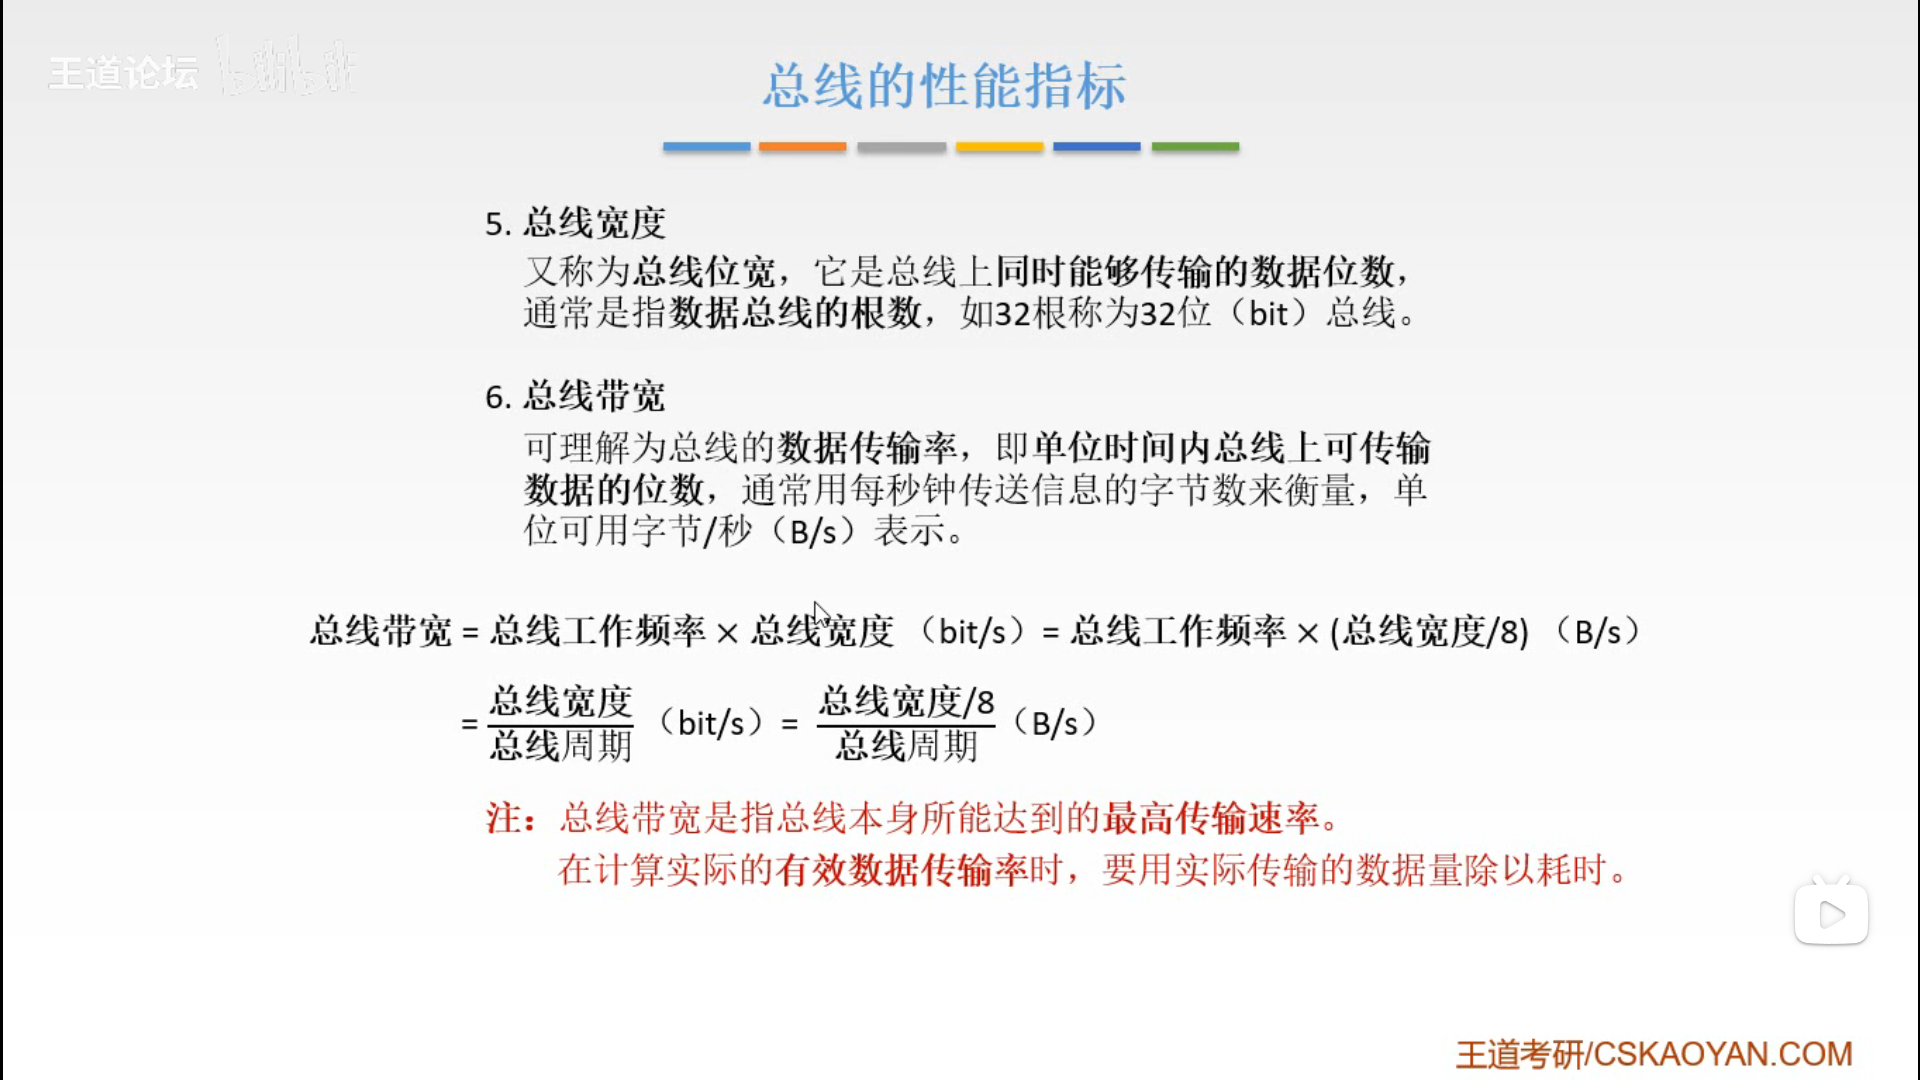 王道论坛 bilibili
总线的性能指标
5. 总线宽度
又称为总线位宽，它是总线上同时能够传输的数据位数，
通常是指数据总线的根数，如32根称为32位（bit）总线。
6. 总线带宽
可理解为总线的数据传输率，即单位时间内总线上可传输
数据的位数，通常用每秒钟传送信息的字节数来衡量，单
位可用字节/秒（B/s）表示。
总线带宽 = 总线工作频率 × 总线宽度 （bit/s）= 总线工作频率 × (总线宽度/8) （B/s）
= 总线宽度/总线周期 （bit/s）= 总线宽度/8/总线周期 （B/s）
注：总线带宽是指总线本身所能达到的最高传输速率。
在计算实际的有效数据传输率时，要用实际传输的数据量除以耗时。
王道考研/CSKAOYAN.COM